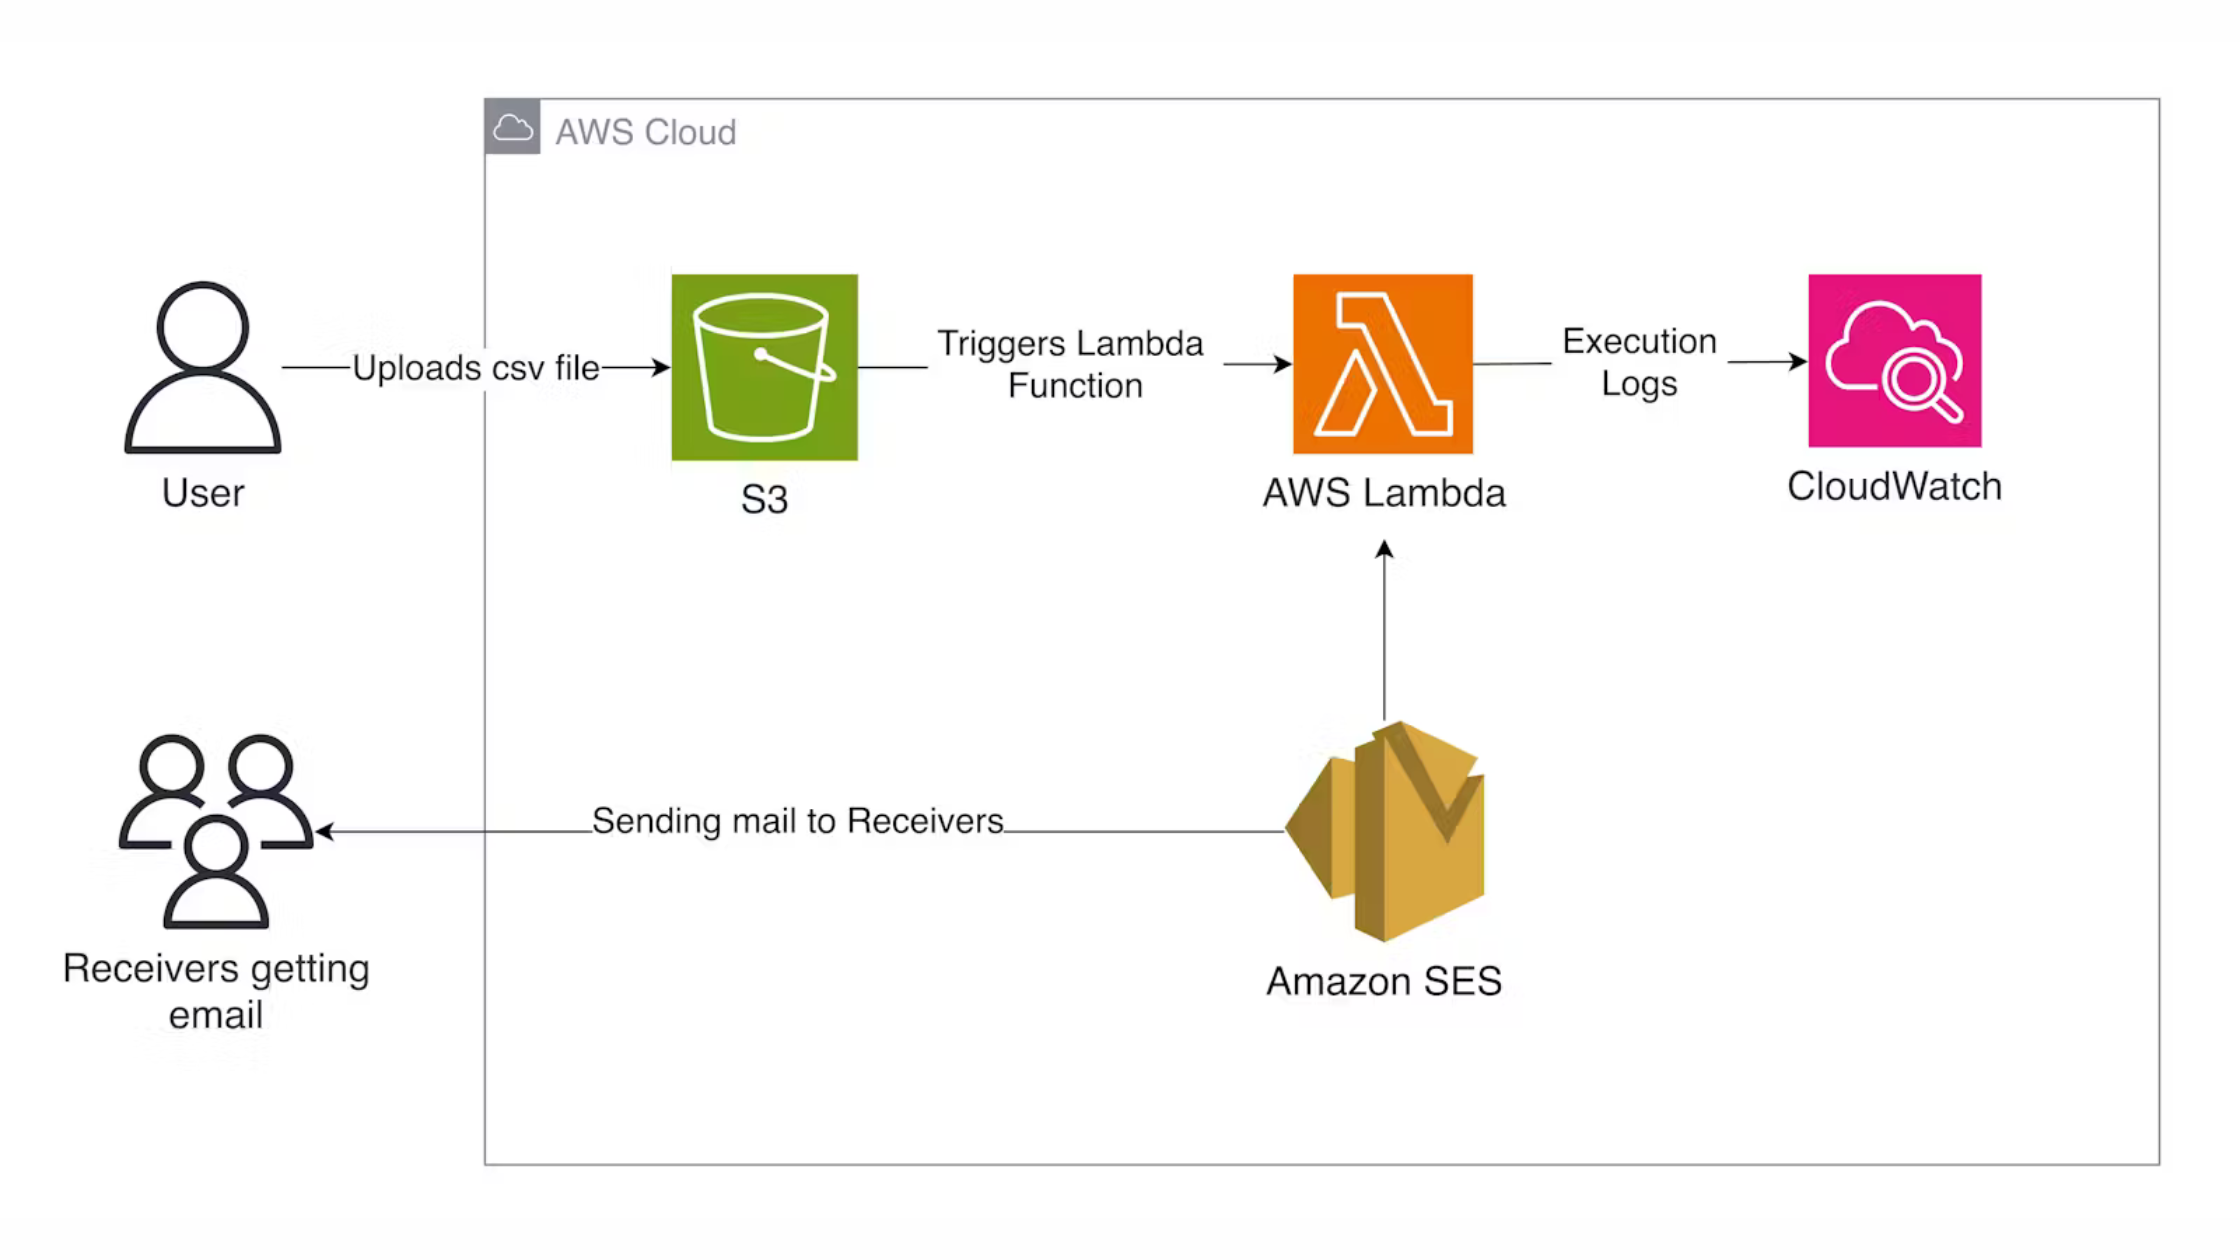 AWS Cloud
Uploads csv file
Triggers Lambda
Function
Execution
Logs
User
S3
AWS Lambda
CloudWatch
Sending mail to Receivers
Receivers getting
email
Amazon SES